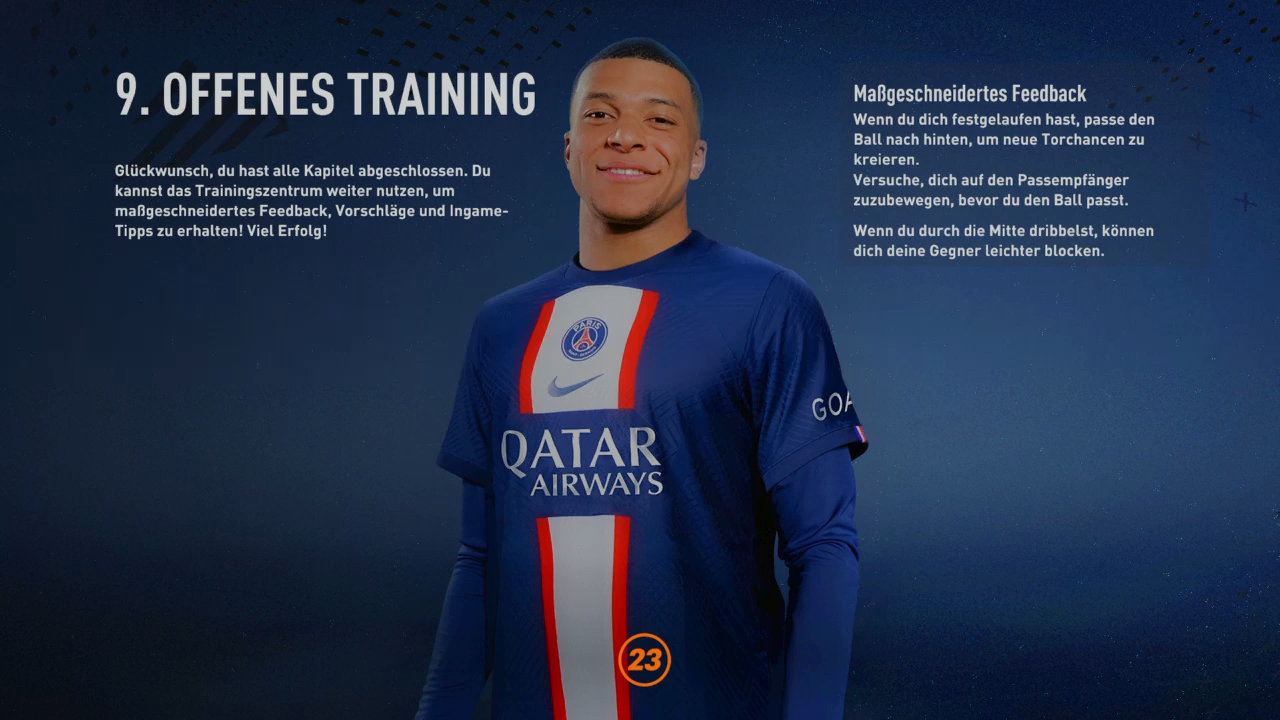 9. OFFENES TRAINING
Glückwunsch, du hast alle Kapitel abgeschlossen. Du
kannst das Trainingszentrum weiter nutzen, um
maßgeschneidertes Feedback, Vorschläge und Ingame-
Tipps zu erhalten! Viel Erfolg!
Maßgeschneidertes Feedback
Wenn du dich festgelaufen hast, passe den
Ball nach hinten, um neue Torchancen zu
kreieren.
Versuche, dich auf den Passempfänger
zuzubewegen, bevor du den Ball passt.
Wenn du durch die Mitte dribbelst, können
dich deine Gegner leichter blocken.
PARIS
GOA
QATAR
AIRWAYS
23